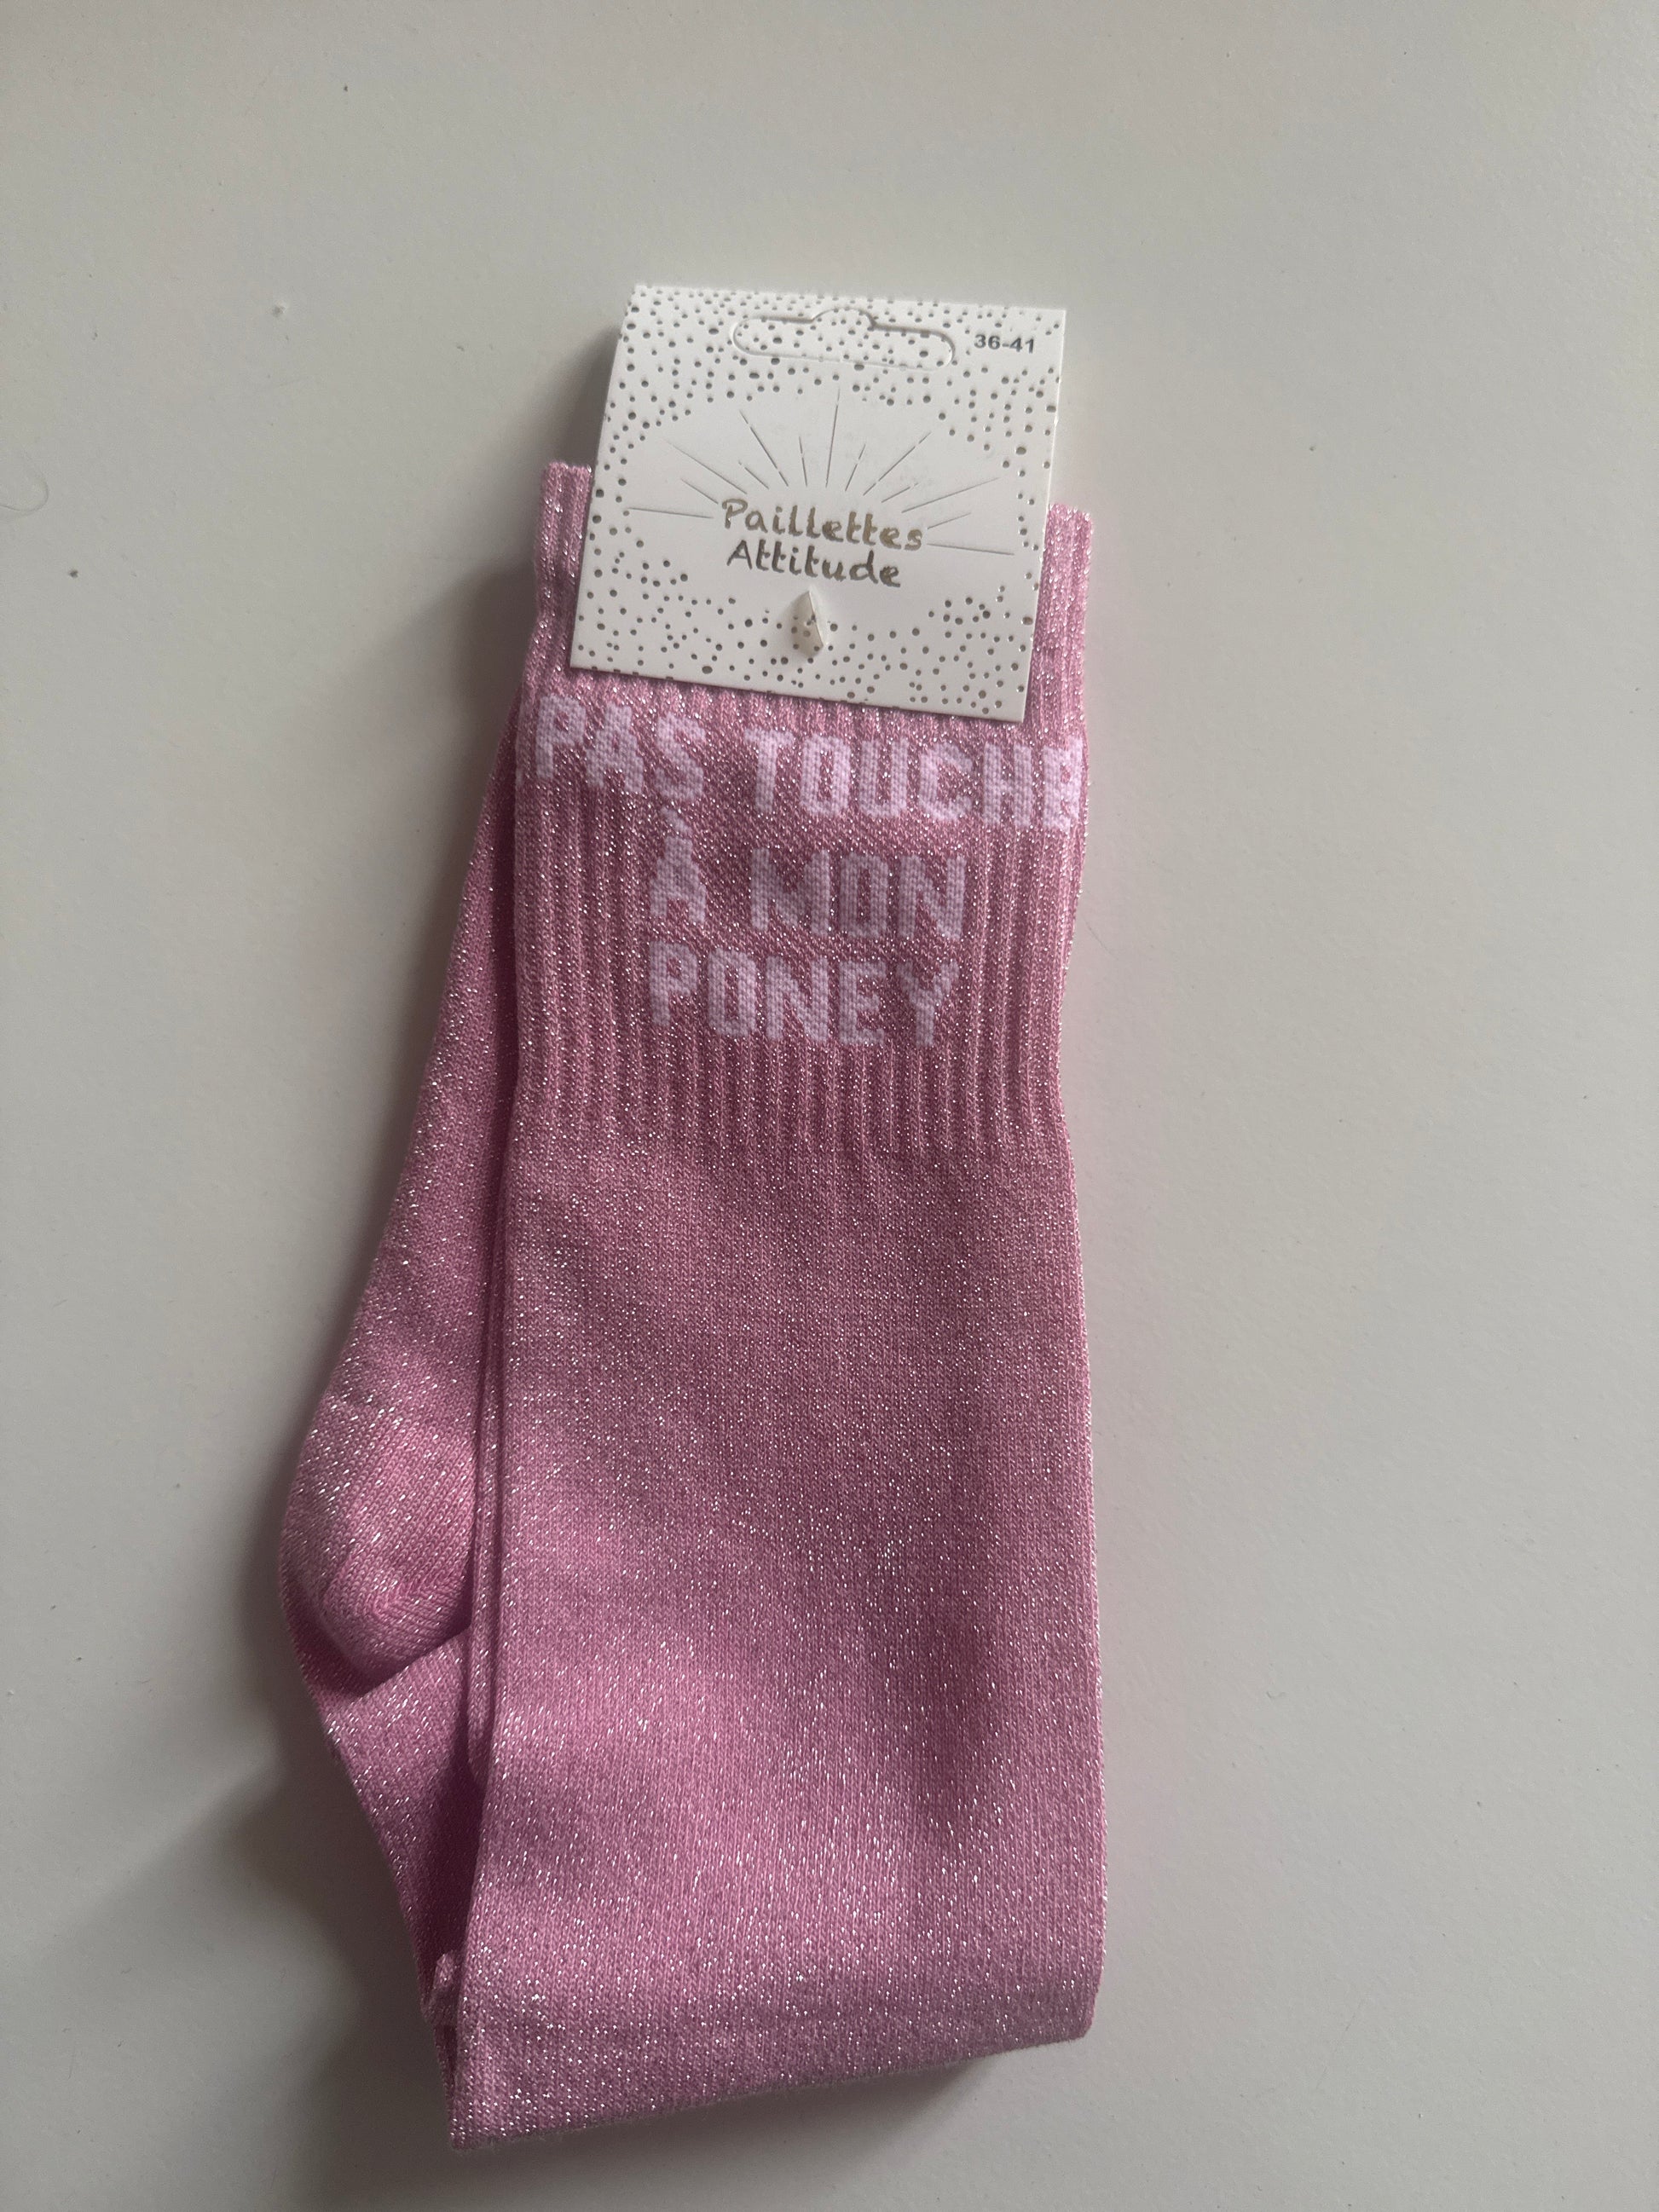 36-41
Paillettes
Attitude
PAS TOUCHE
À MON
PONEY